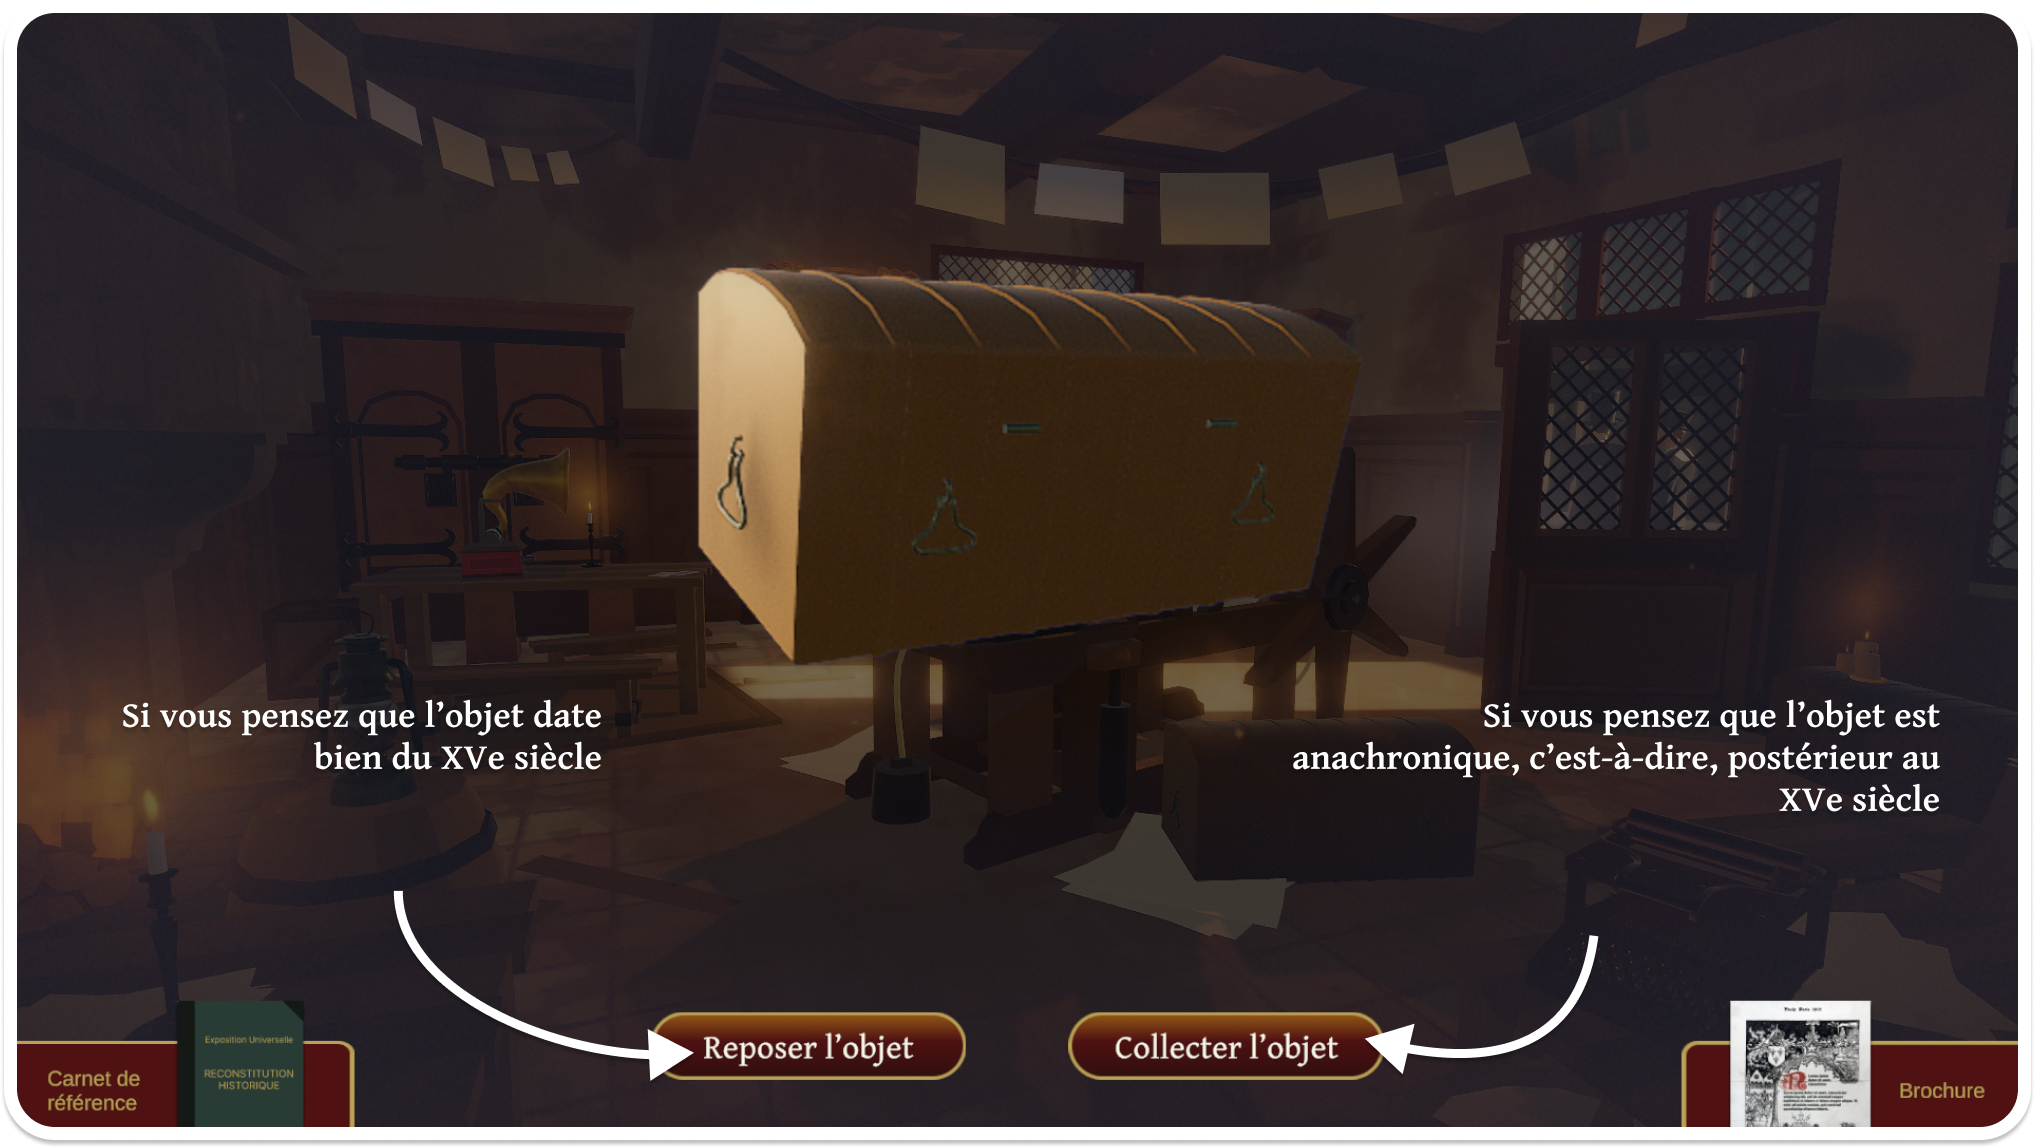 Si vous pensez que l’objet date
bien du XVe siècle
Si vous pensez que l’objet est
anachronique, c’est-à-dire, postérieur au
XVe siècle
Reposer l’objet
Collecter l’objet
Carnet de
référence
Exposition Universelle
RECONSTITUTION
HISTORIQUE
Brochure